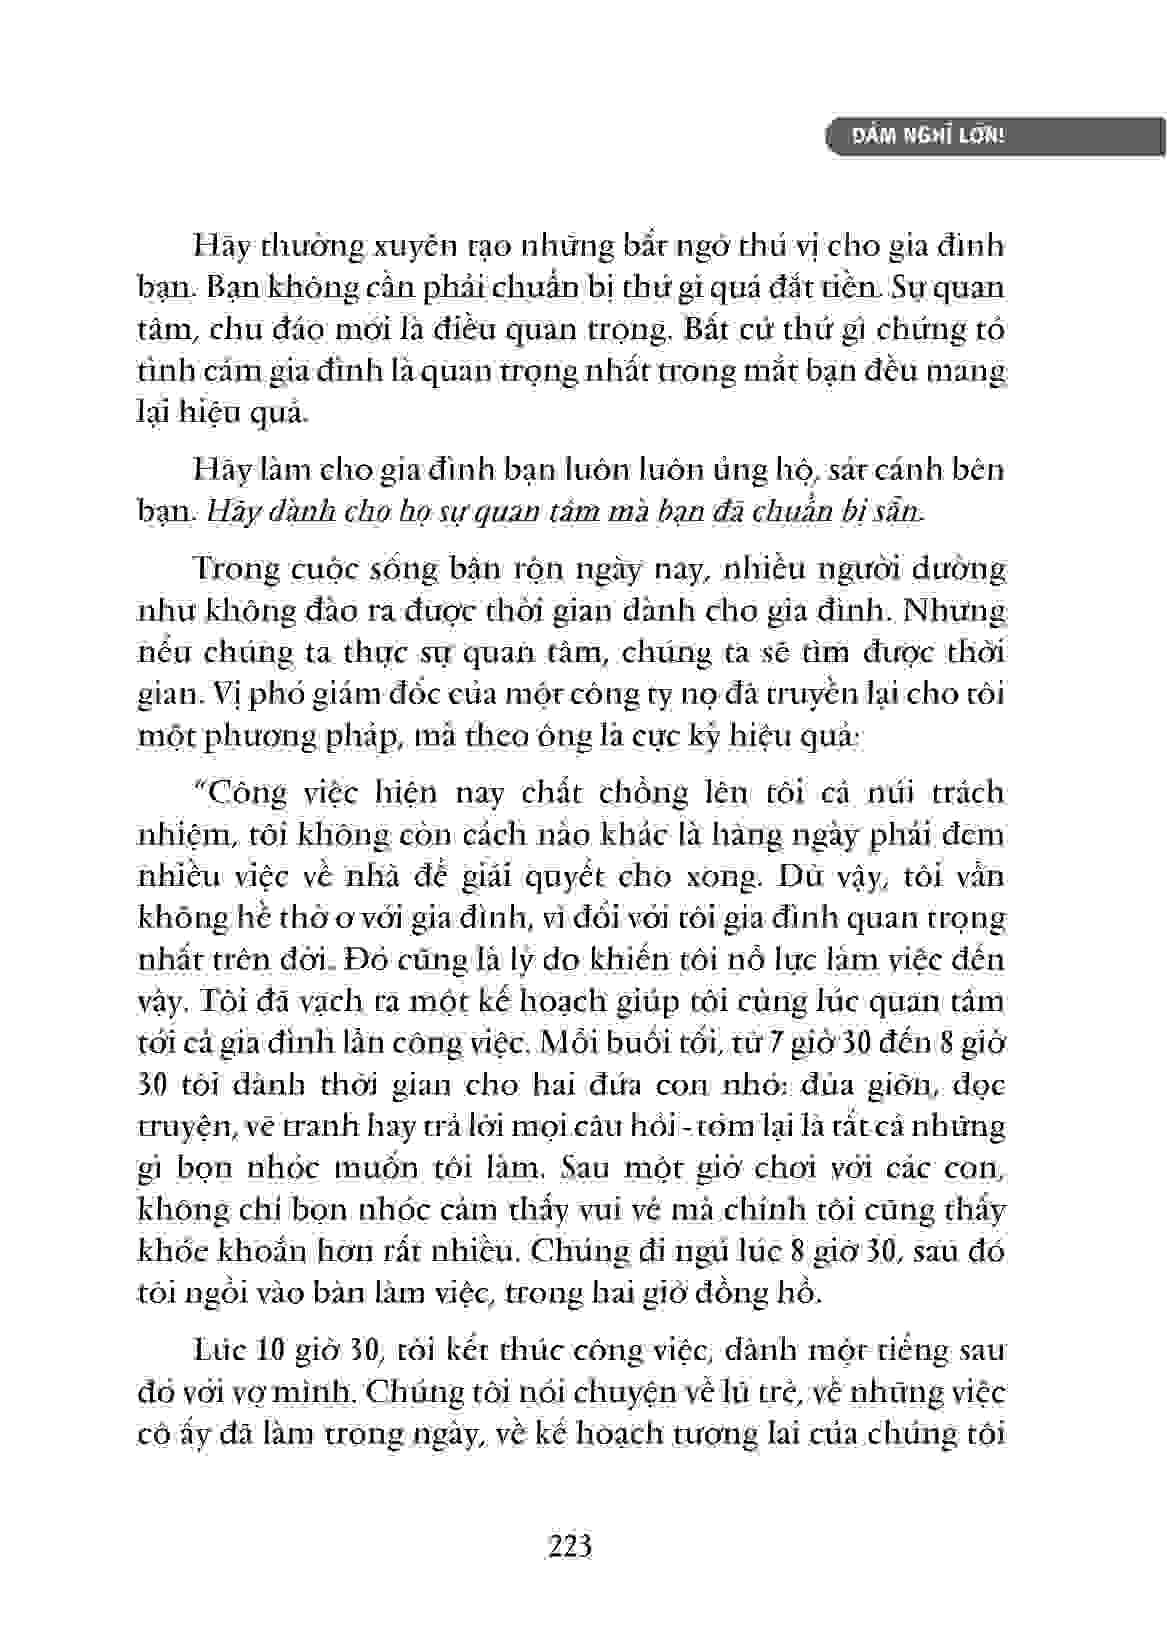 DÁM NGHĨ LỚN!
Hãy thường xuyên tạo những bất ngờ thú vị cho gia đình
bạn. Bạn không cần phải chuẩn bị thứ gì quá đắt tiền. Sự quan
tâm, chu đáo mới là điều quan trọng. Bất cứ thứ gì chứng tỏ
tình cảm gia đình là quan trọng nhất trong mắt bạn đều mang
lại hiệu quả.
Hãy làm cho gia đình bạn luôn luôn ủng hộ, sát cánh bên
bạn. Hãy dành cho họ sự quan tâm mà bạn đã chuẩn bị sẵn.
Trong cuộc sống bận rộn ngày nay, nhiều người dường
như không đào ra được thời gian dành cho gia đình. Nhưng
nếu chúng ta thực sự quan tâm, chúng ta sẽ tìm được thời
gian. Vị phó giám đốc của một công ty nọ đã truyền lại cho tôi
một phương pháp, mà theo ông là cực kỳ hiệu quả:
“Công việc hiện nay chất chồng lên tôi cả núi trách
nhiệm, tôi không còn cách nào khác là hàng ngày phải đem
nhiều việc về nhà để giải quyết cho xong. Dù vậy, tôi vẫn
không hề thờ ơ với gia đình, vì đối với tôi gia đình quan trọng
nhất trên đời. Đó cũng là lý do khiến tôi nỗ lực làm việc đến
vậy. Tôi đã vạch ra một kế hoạch giúp tôi cùng lúc quan tâm
tới cả gia đình lẫn công việc. Mỗi buổi tối, từ 7 giờ 30 đến 8 giờ
30 tôi dành thời gian cho hai đứa con nhỏ: đùa giỡn, đọc
truyện, vẽ tranh hay trả lời mọi câu hỏi - tóm lại là tất cả những
gì bọn nhóc muốn tôi làm. Sau một giờ chơi với các con,
không chỉ bọn nhóc cảm thấy vui vẻ mà chính tôi cũng thấy
khỏe khoắn hơn rất nhiều. Chúng đi ngủ lúc 8 giờ 30, sau đó
tôi ngồi vào bàn làm việc, trong hai giờ đồng hồ.
Lúc 10 giờ 30, tôi kết thúc công việc, dành một tiếng sau
đó với vợ mình. Chúng tôi nói chuyện về lũ trẻ, về những việc
cô ấy đã làm trong ngày, về kế hoạch tương lai của chúng tôi
223